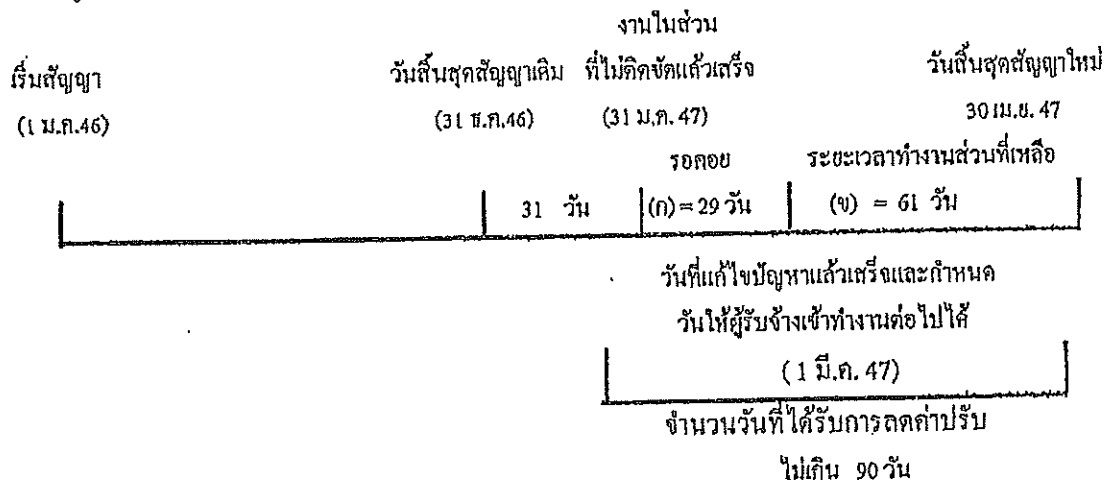 งานในส่วน
เริ่มสัญญา วันสิ้นสุดสัญญาเดิม ที่ไม่ติดขัดแล้วเสร็จ วันสิ้นสุดสัญญาใหม่
(1 ม.ค.46) (31 ธ.ค.46) (31 ม.ค. 47) 30 เม.ย. 47
รอคอย ระยะเวลาทำงานส่วนที่เหลือ
31 วัน (ก) = 29 วัน (ข) = 61 วัน
วันที่แก้ไขปัญหาแล้วเสร็จและกำหนด
วันให้ผู้รับจ้างเข้าทำงานต่อไปได้
( 1 มี.ค. 47)
จำนวนวันที่ได้รับการลดค่าปรับ
ไม่เกิน 90 วัน